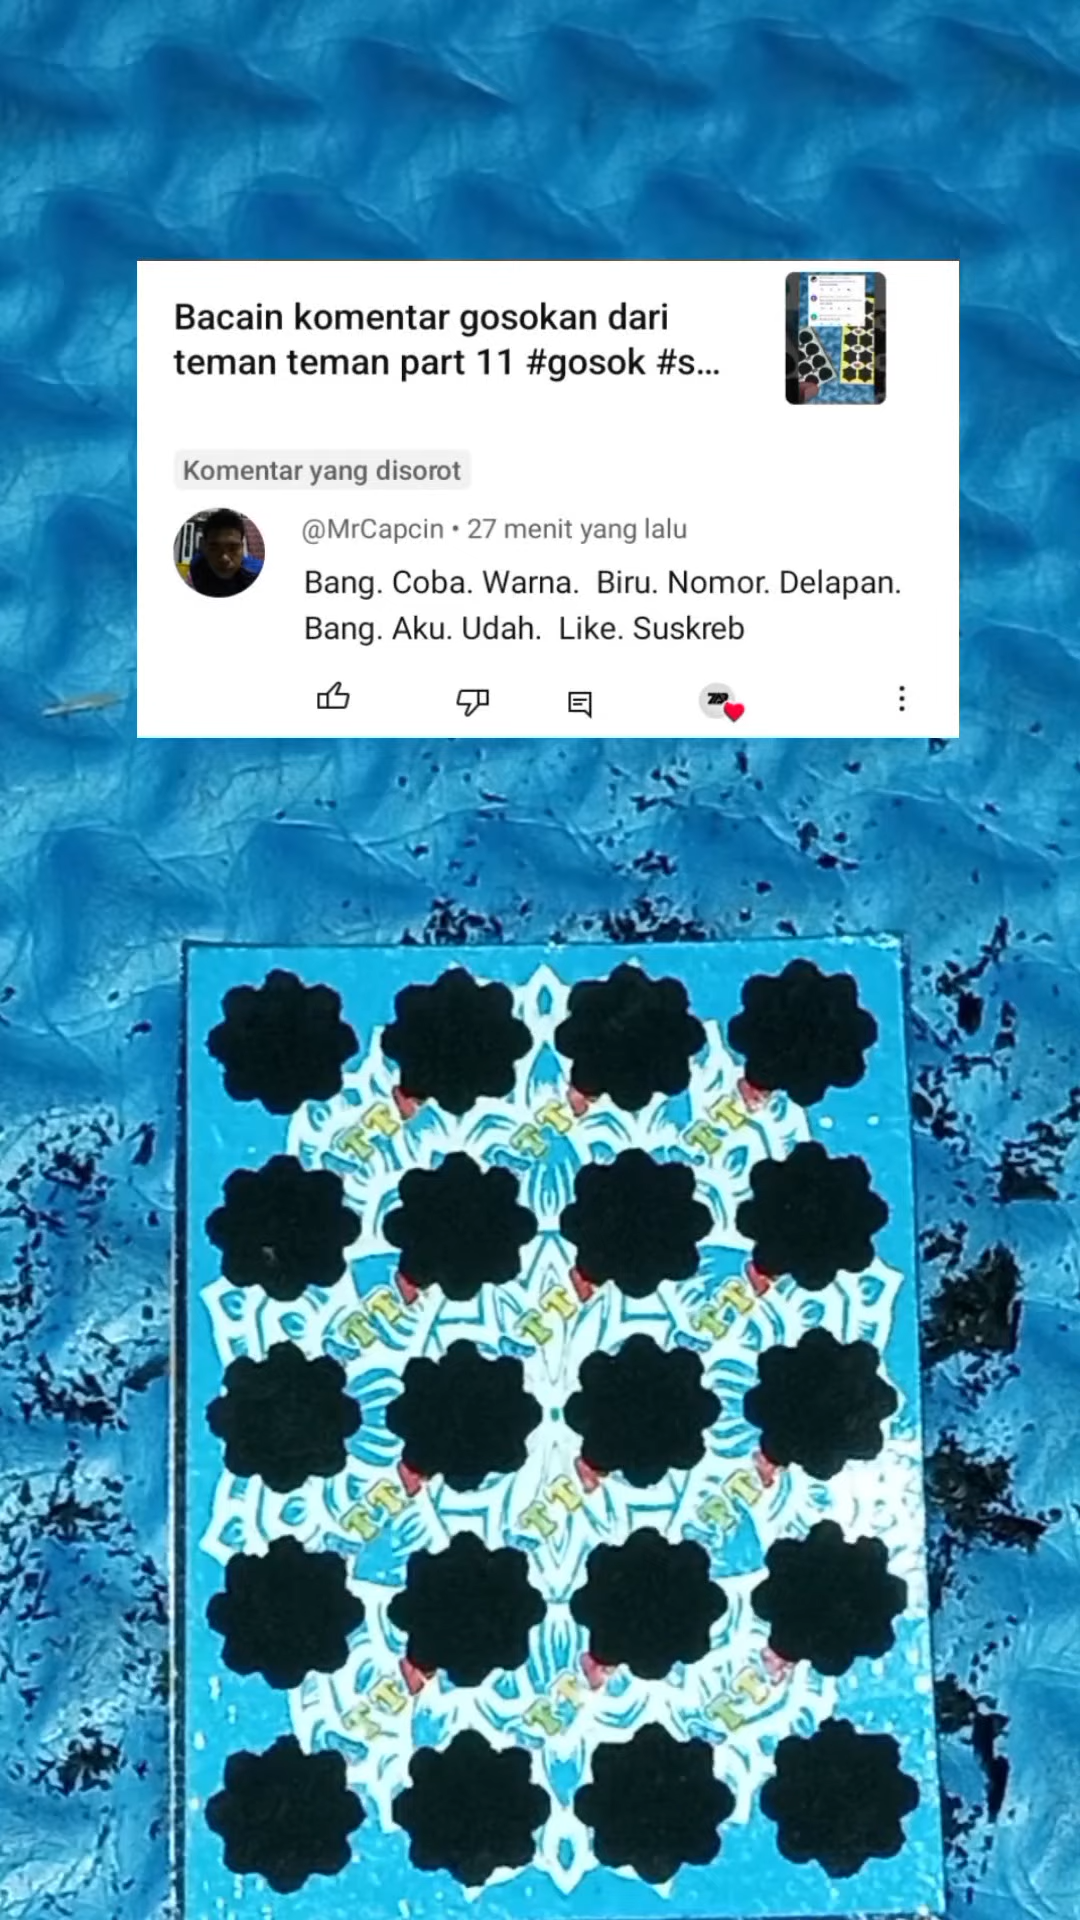 Bacain komentar gosokan dari
teman teman part 11 #gosok #s...
Komentar yang disorot
@MrCapcin • 27 menit yang lalu
Bang. Coba. Warna.  Biru. Nomor. Delapan.
Bang. Aku. Udah.  Like. Suskreb